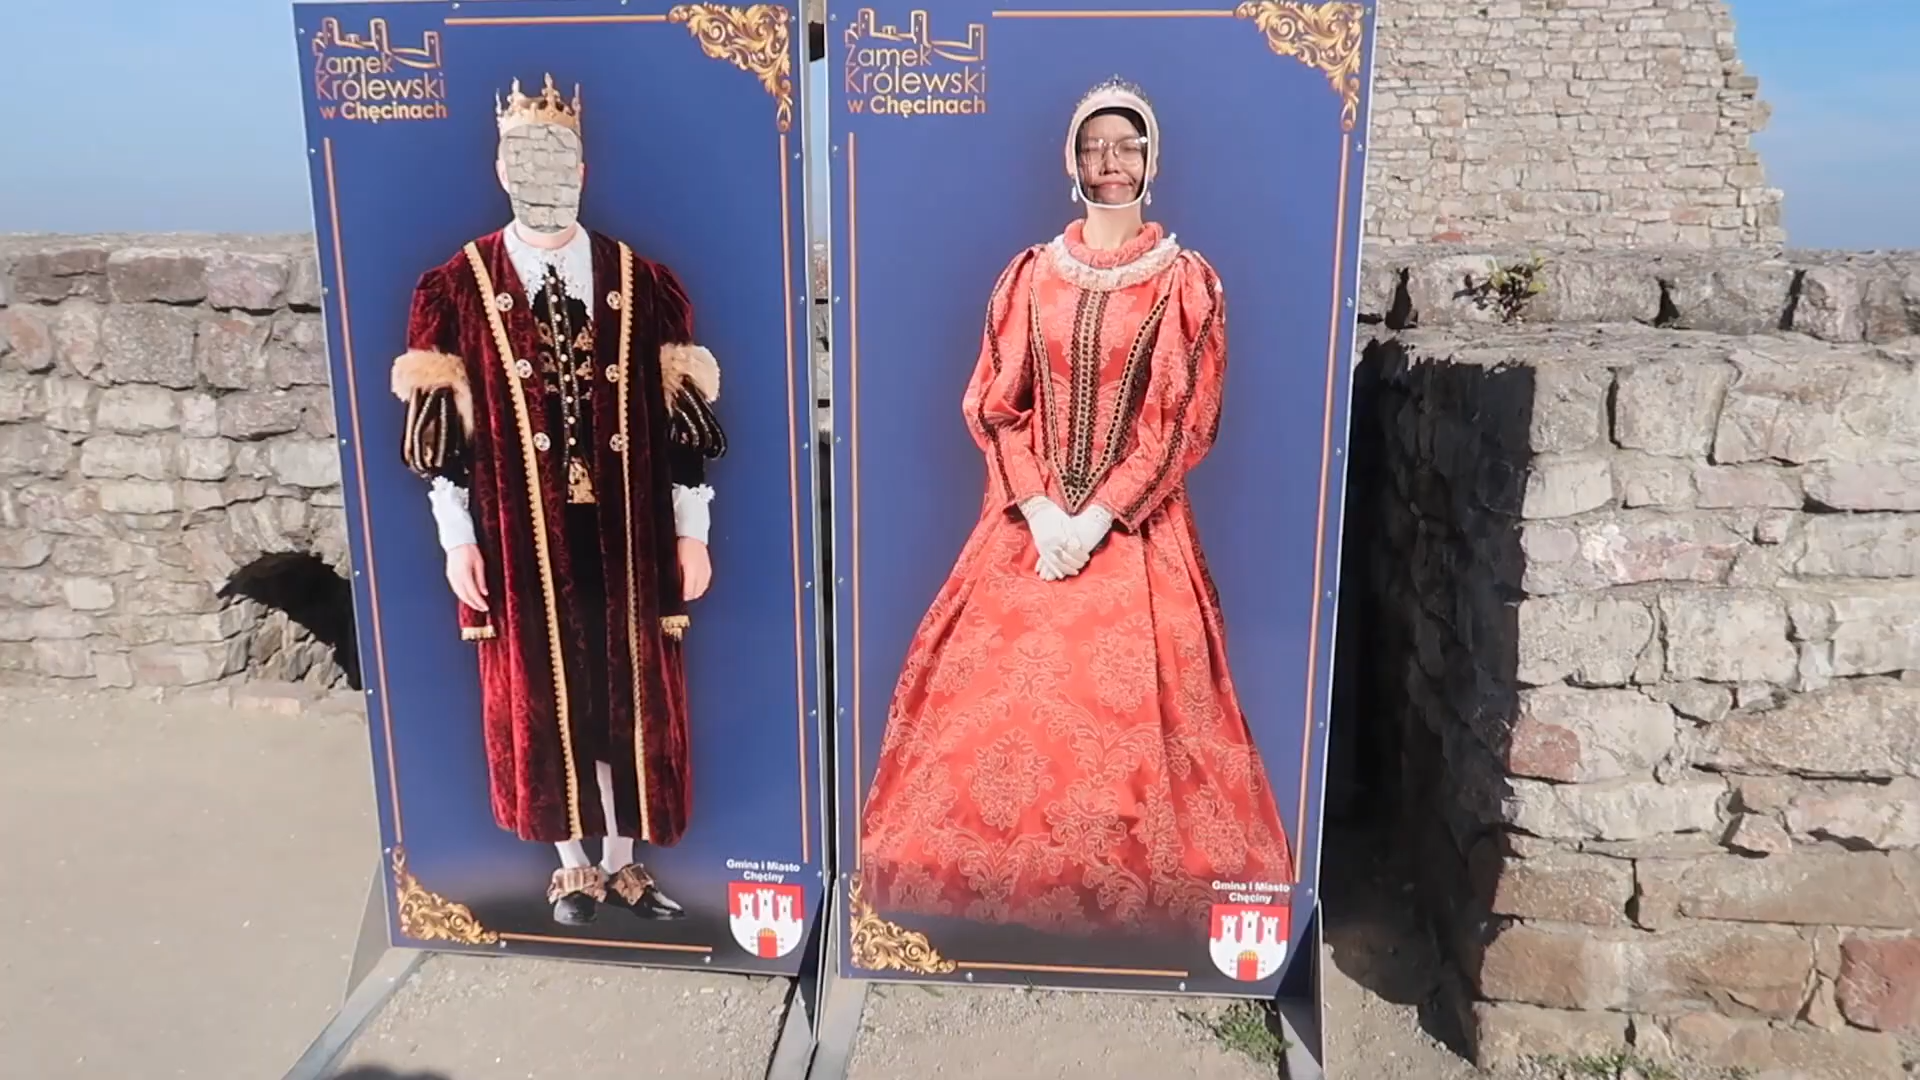 Zamek
Królewski
w Chęcinach
Gmina i Miasto
Chęciny
Zamek
Królewski
w Chęcinach
Gmina i Miasto
Chęciny